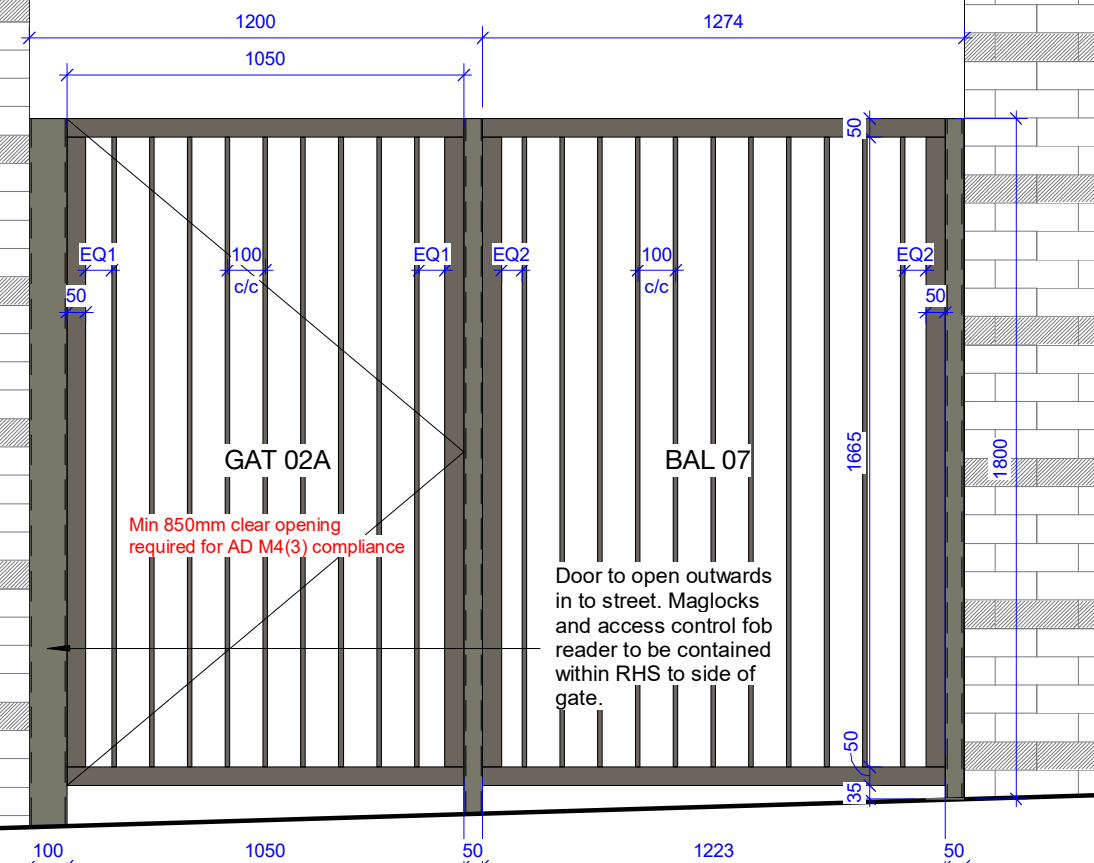 1200
1274
1050
50
EQ1
100
c/c
EQ1
EQ2
100
c/c
EQ2
50
50
1665
1800
GAT 02A
BAL 07
Min 850mm clear opening
required for AD M4(3) compliance
Door to open outwards
in to street. Maglocks
and access control fob
reader to be contained
within RHS to side of
gate.
50
35
100
1050
50
1223
50